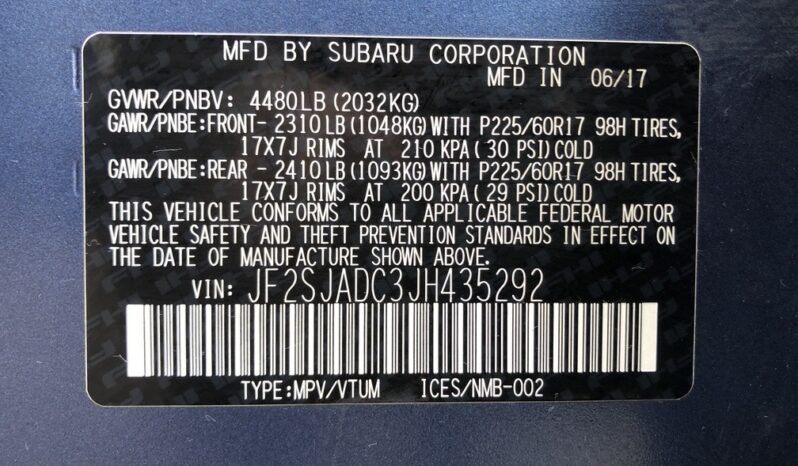 MFD BY SUBARU CORPORATION
MFD IN 06/17
GVWR/PNBV: 4480LB (2032KG)
GAWR/PNBE:FRONT- 2310LB (1048KG) WITH P225/60R17 98H TIRES,
17X7J RIMS AT 210 KPA ( 30 PSI) COLD
GAWR/PNBE:REAR - 2410LB (1093KG) WITH P225/60R17 98H TIRES,
17X7J RIMS AT 200 KPA ( 29 PSI) COLD
THIS VEHICLE CONFORMS TO ALL APPLICABLE FEDERAL MOTOR
VEHICLE SAFETY AND THEFT PREVENTION STANDARDS IN EFFECT ON
THE DATE OF MANUFACTURE SHOWN ABOVE.
VIN: JF2SJADC3JH435292
TYPE:MPV/VTUM ICES/NMB-002